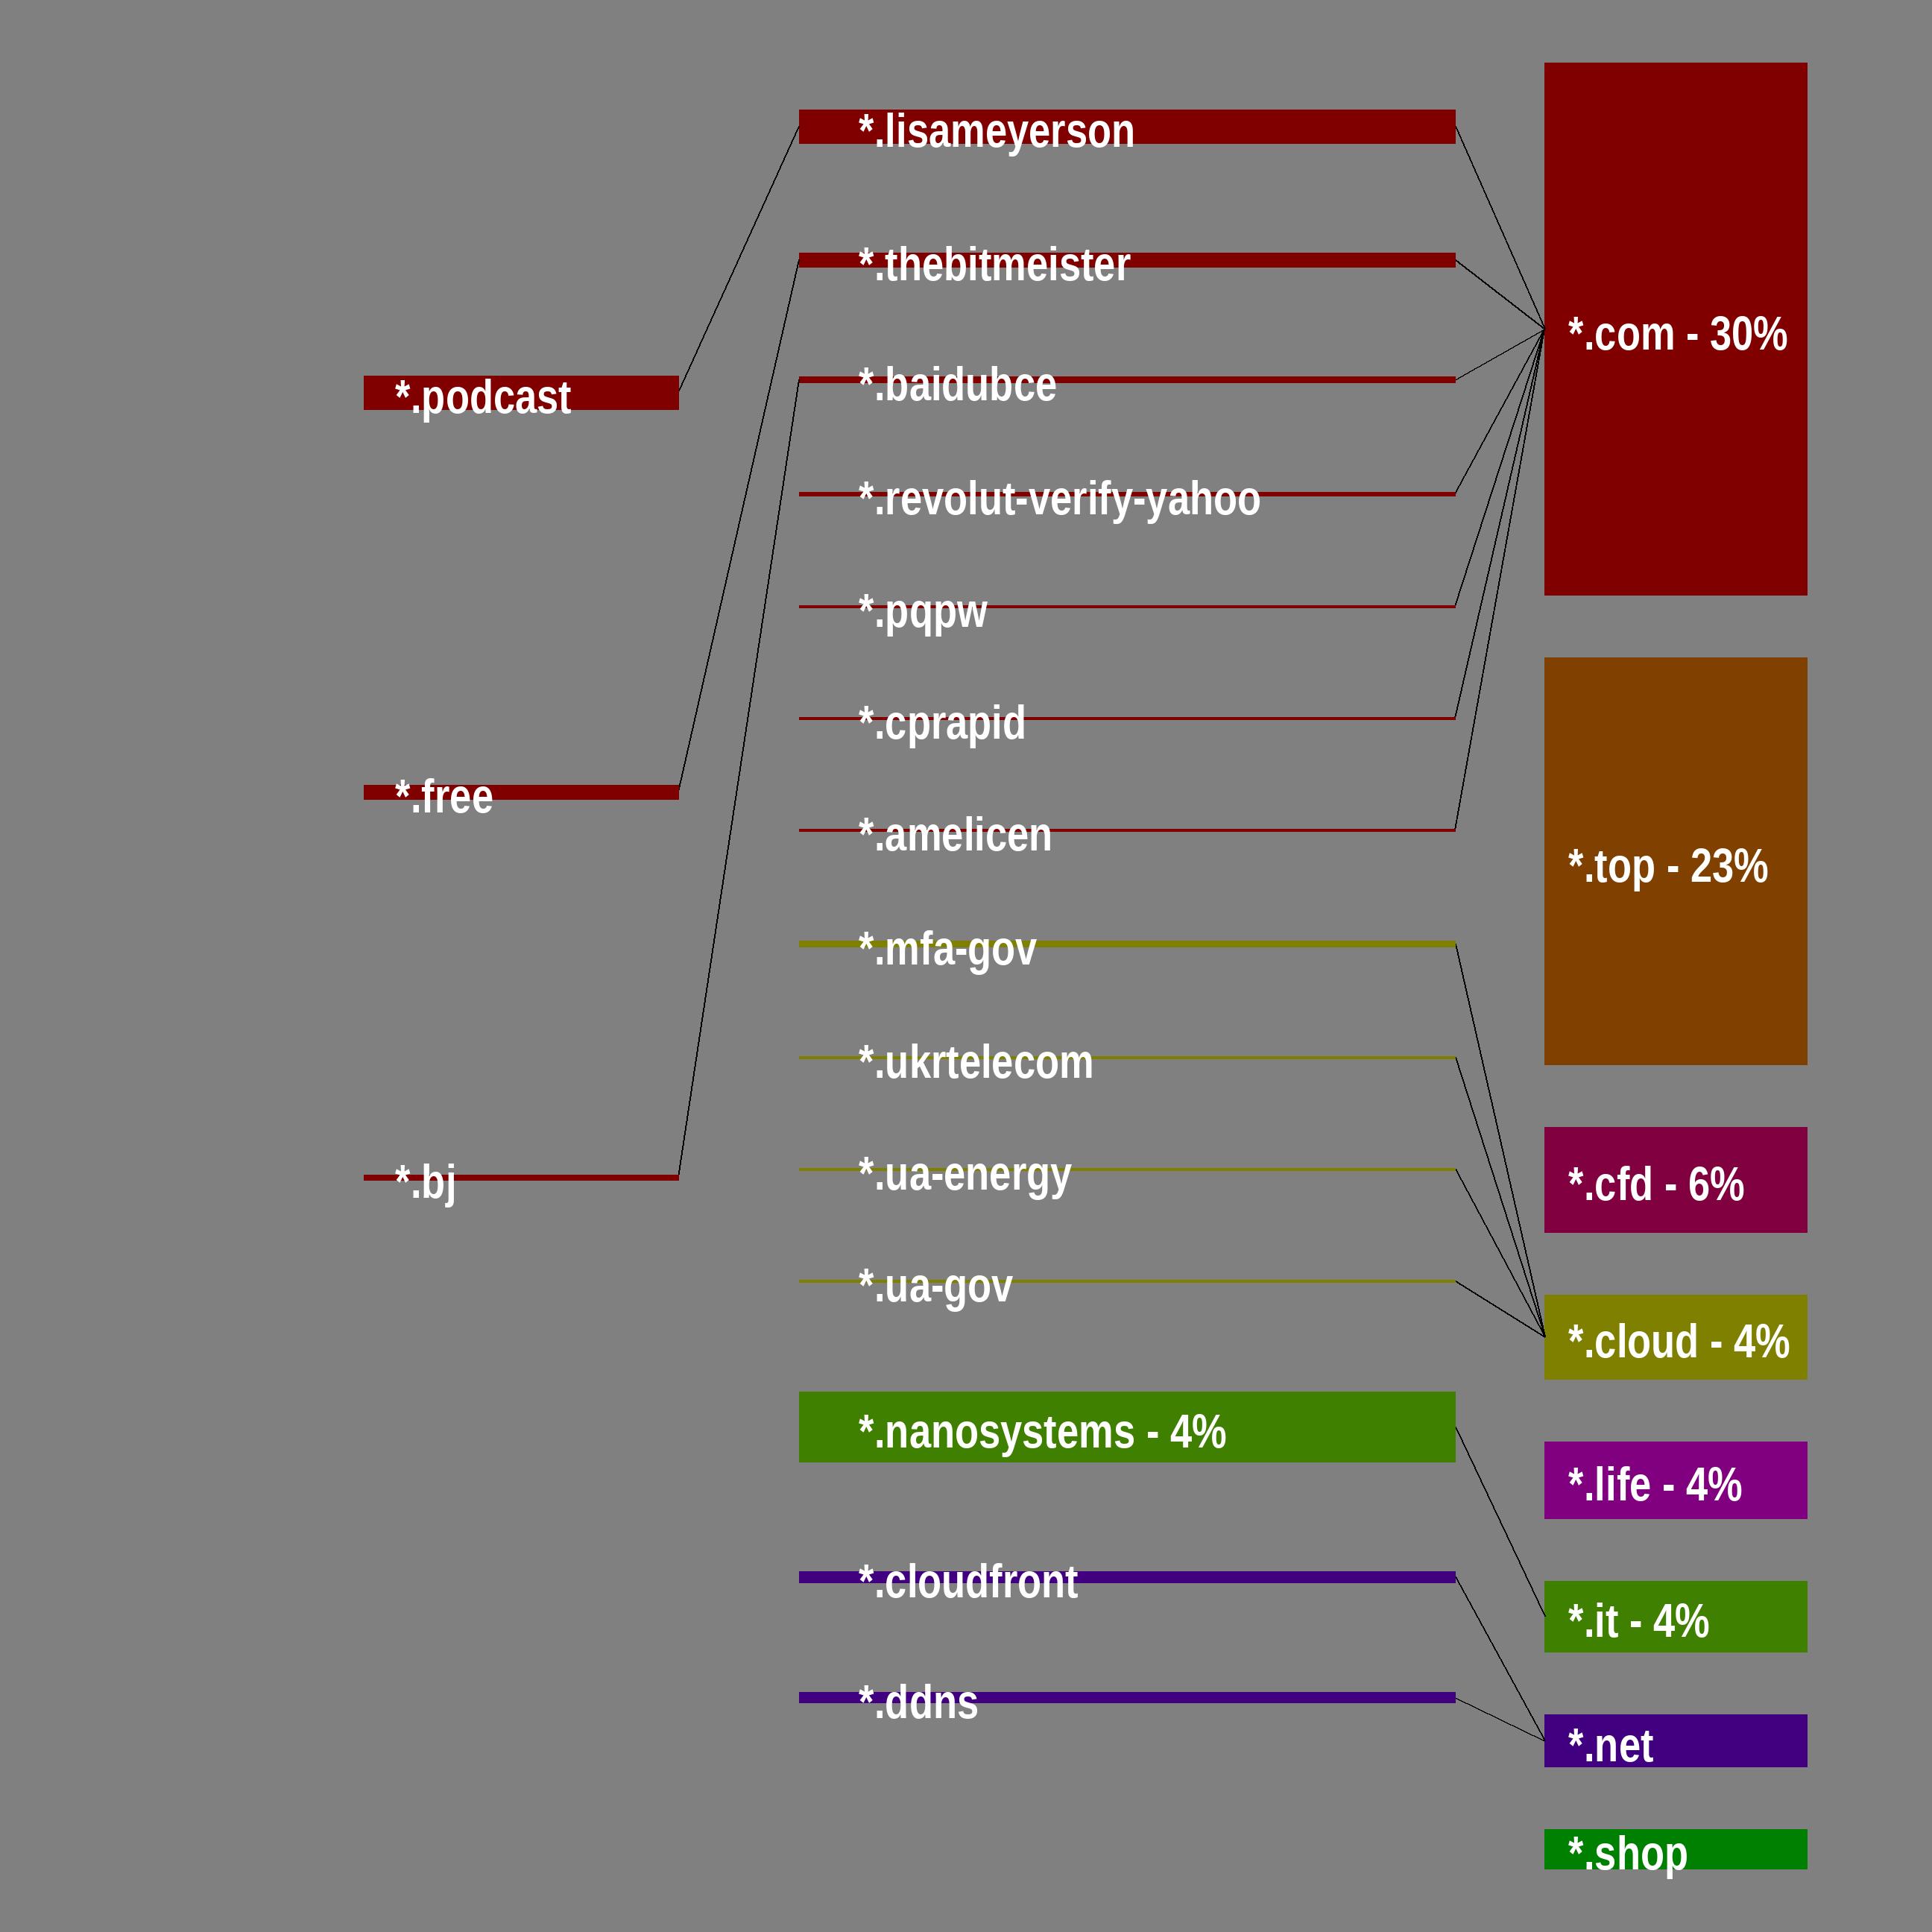 *.podcast
*.free
*.bj
*.lisameyerson
*.thebitmeister
*.baidubce
*.revolut-verify-yahoo
*.pqpw
*.cprapid
*.amelicen
*.mfa-gov
*.ukrtelecom
*.ua-energy
*.ua-gov
*.nanosystems - 4%
*.cloudfront
*.ddns
*.com - 30%
*.top - 23%
*.cfd - 6%
*.cloud - 4%
*.life - 4%
*.it - 4%
*.net
*.shop